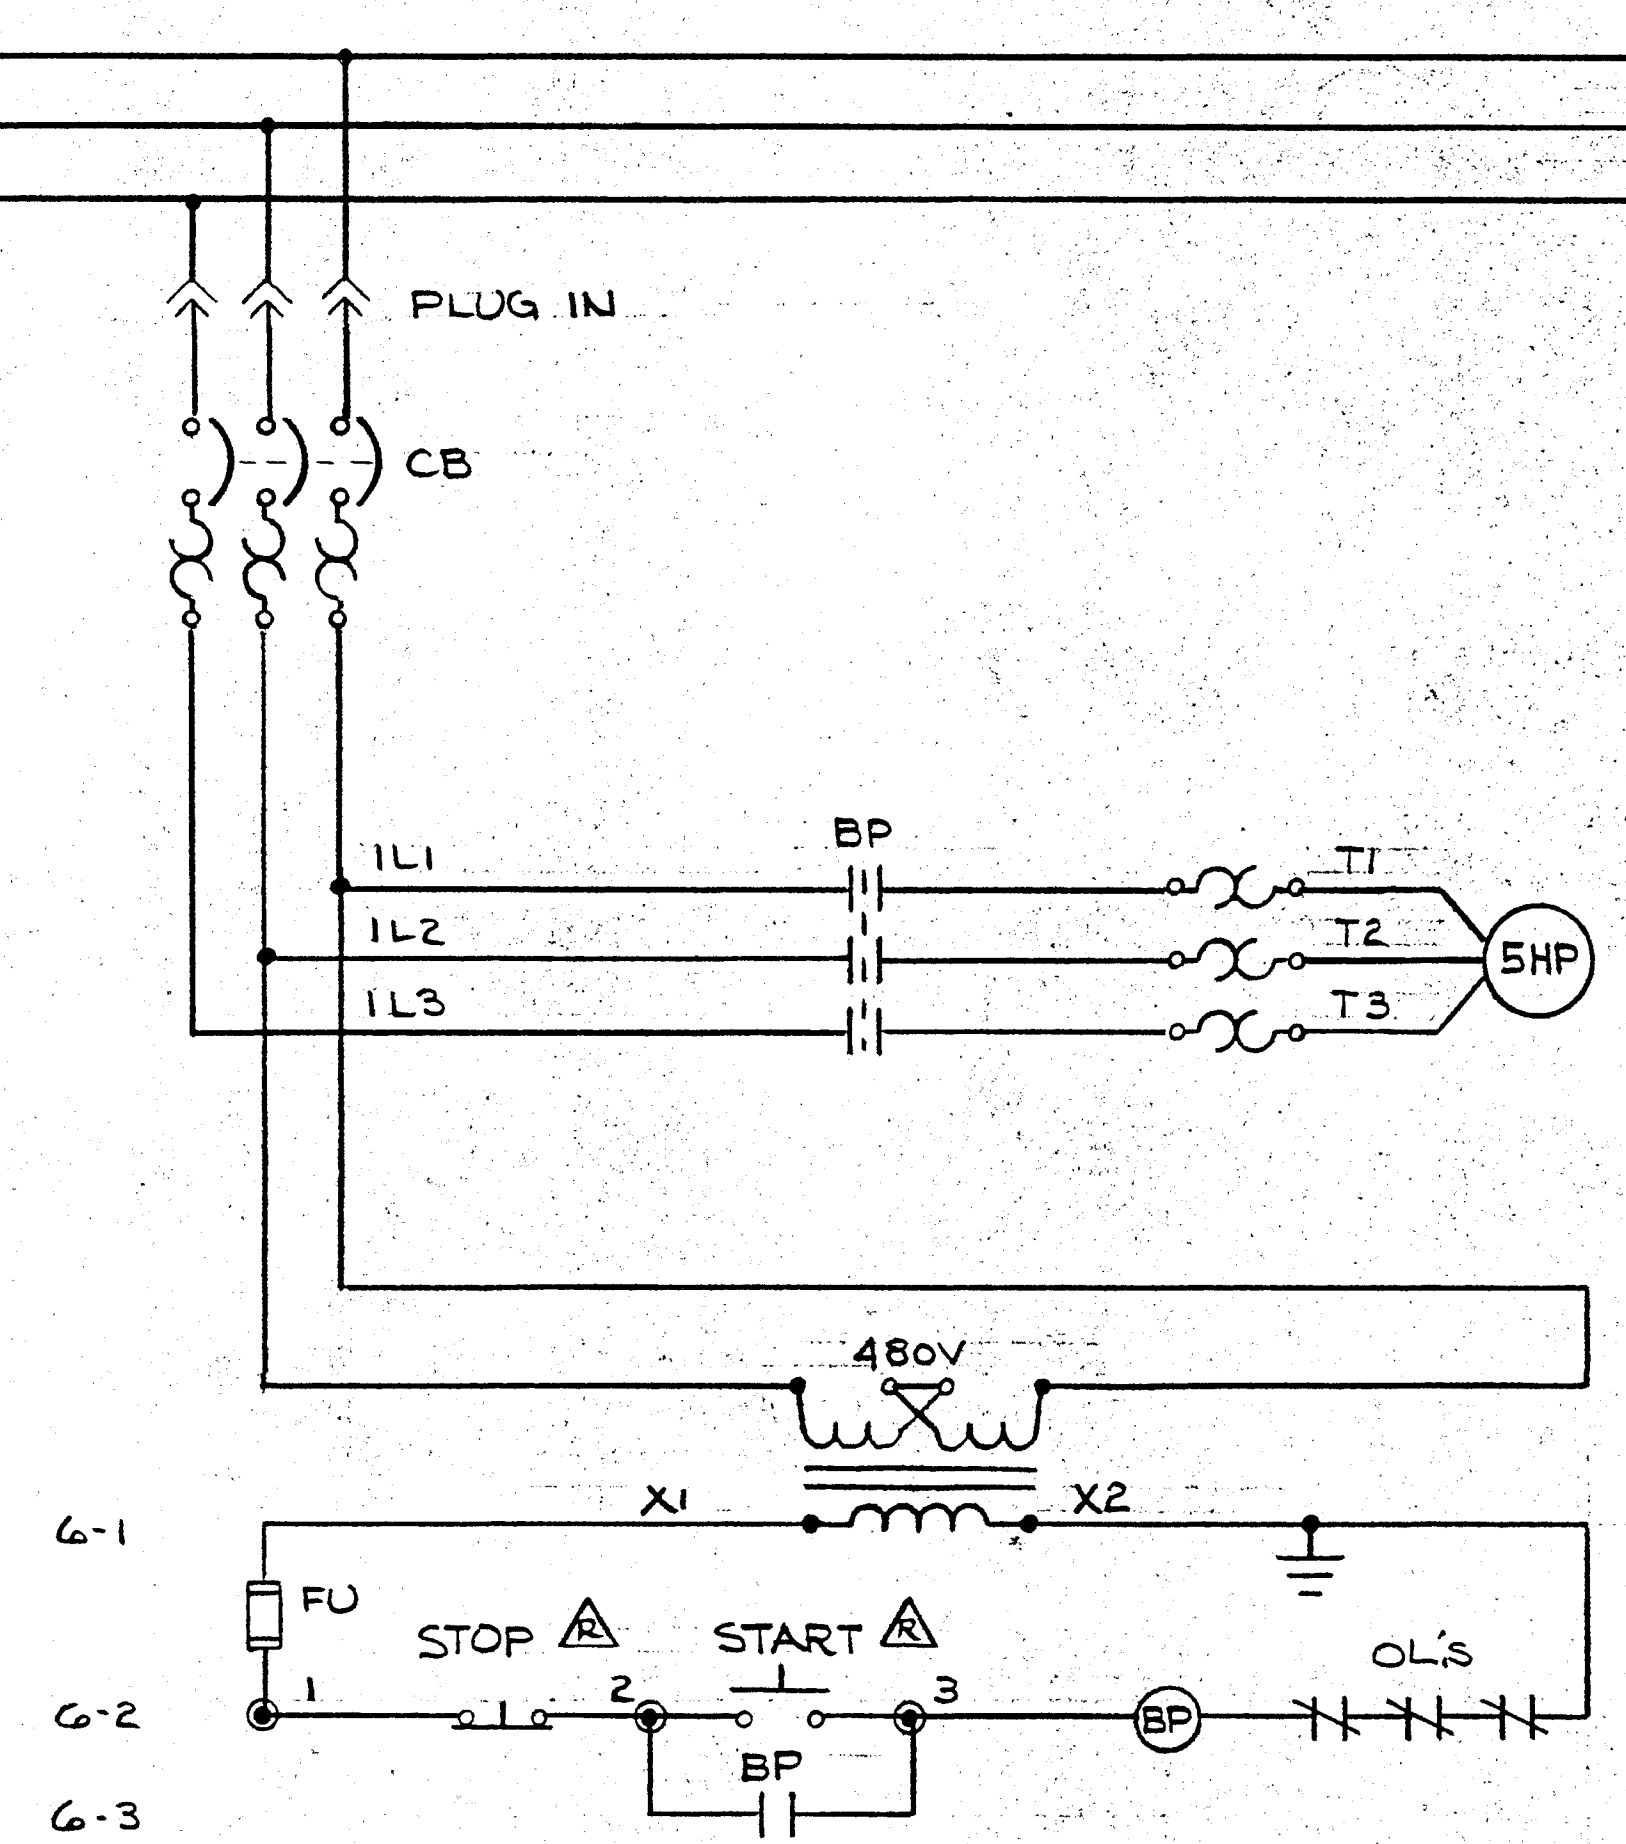 PLUG IN
CB
BP
1L1
T1
1L2
T2
5HP
1L3
T3
480V
X1
X2
6-1
FU
STOP R
START R
OL'S
1
2
3
6-2
BP
BP
6-3